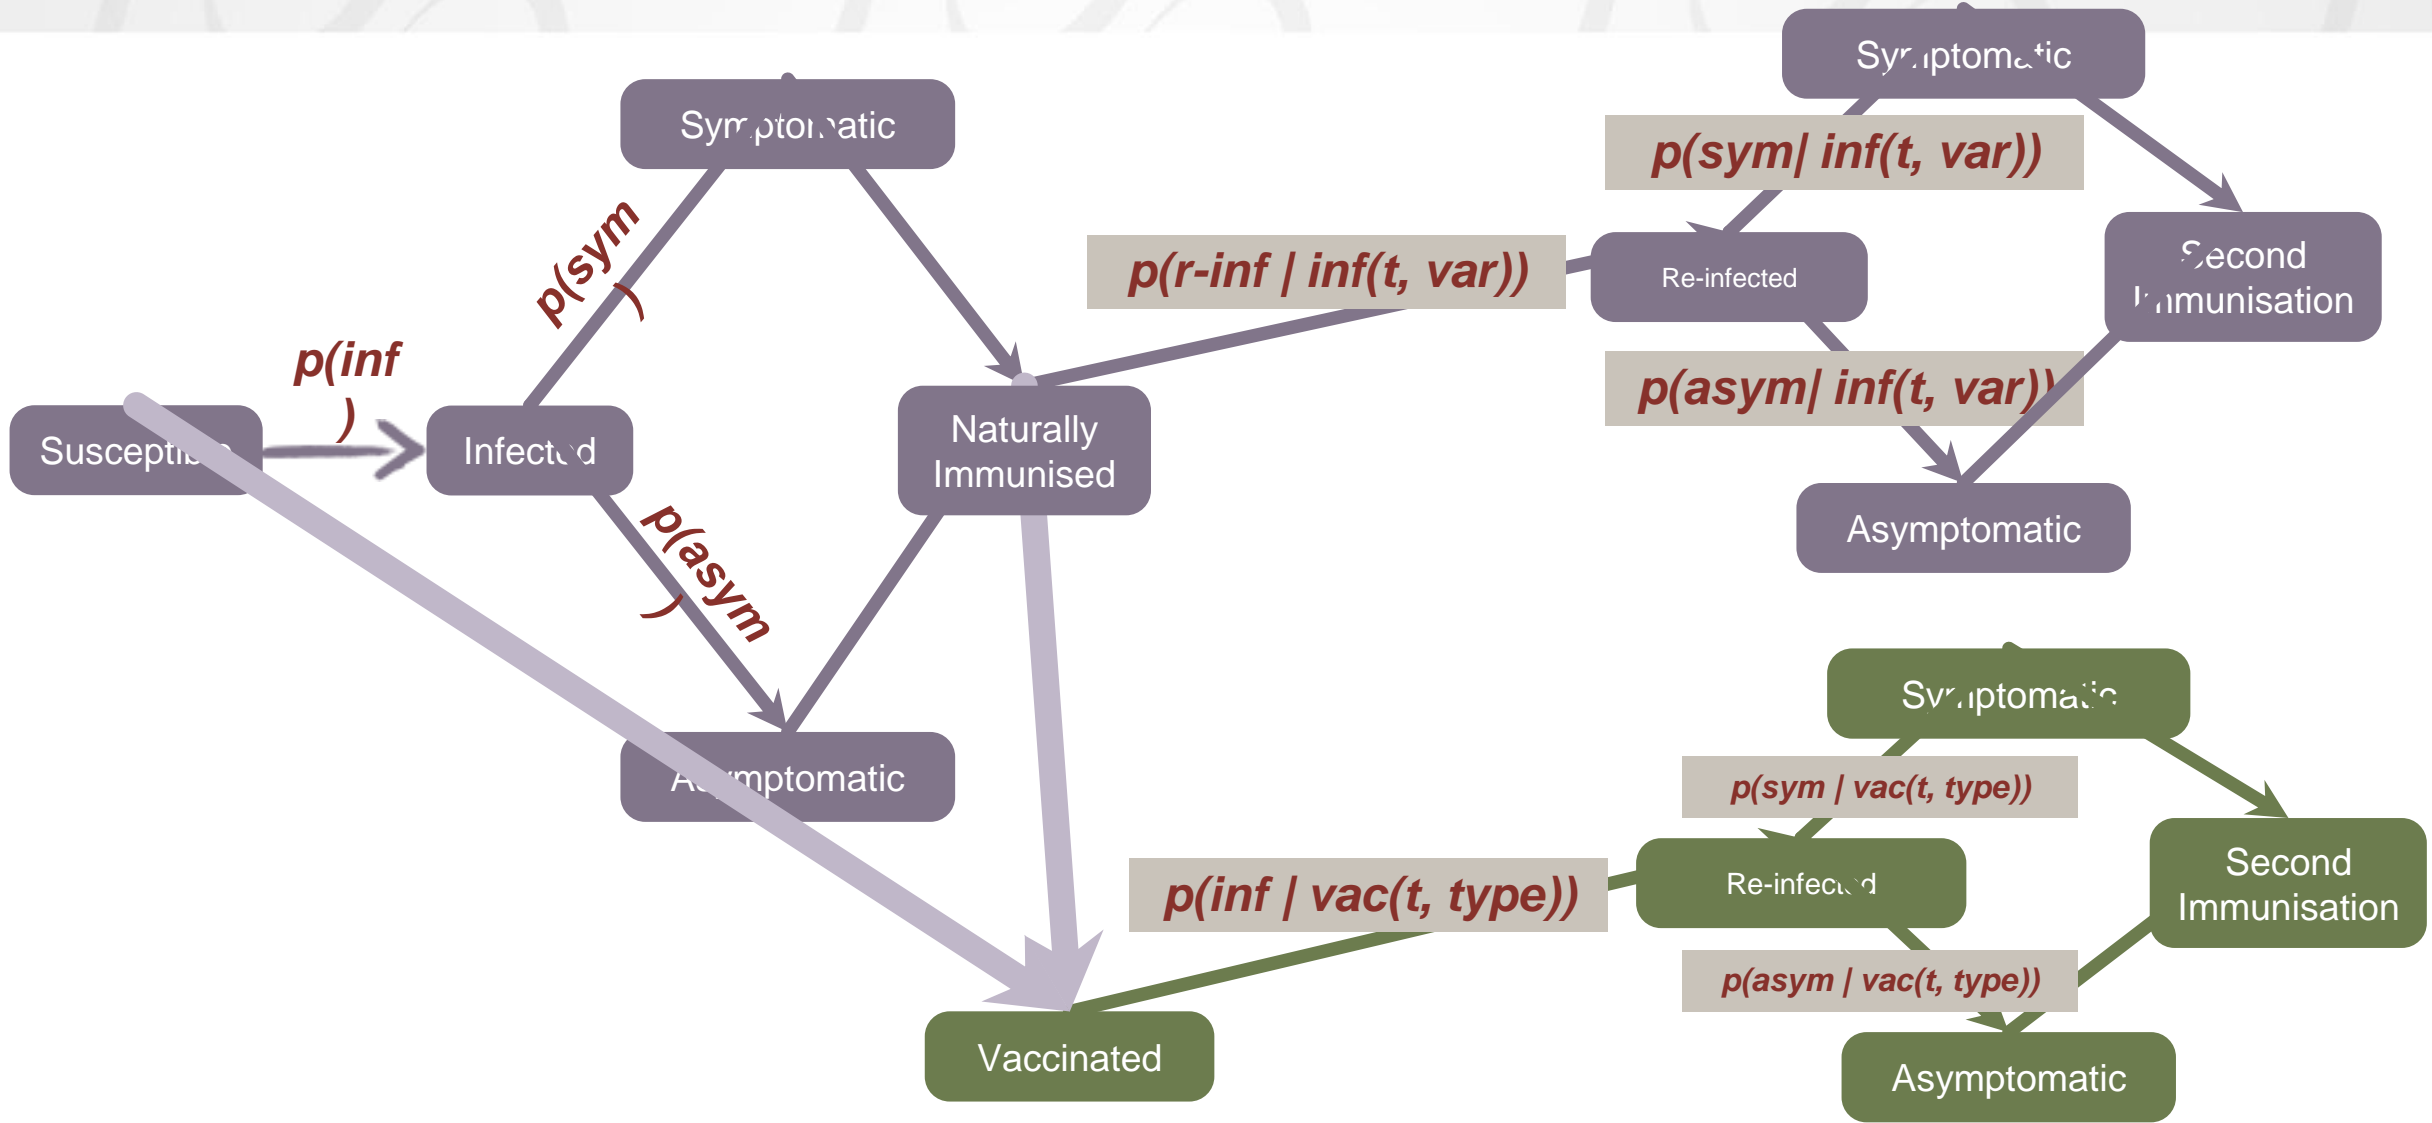 Symptomatic
Symptomatic
p(sym| inf(t, var))
p(sym
)
Second
Immunisation
p(r-inf | inf(t, var))
Re-infected
p(inf
)
p(asym| inf(t, var))
Susceptible
Infected
Naturally
Immunised
p(asym
)
Asymptomatic
Symptomatic
Asymptomatic
p(sym | vac(t, type))
p(inf | vac(t, type))
Re-infected
Second
Immunisation
p(asym | vac(t, type))
Vaccinated
Asymptomatic